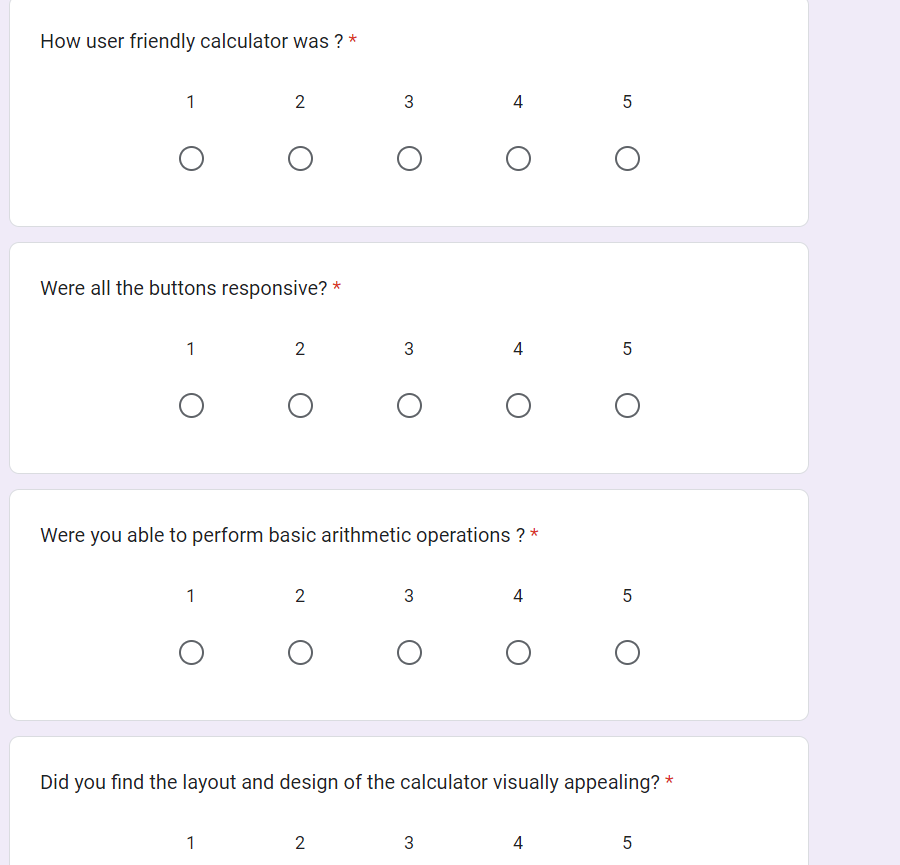 How user friendly calculator was ? *
1 2 3 4 5
Were all the buttons responsive? *
1 2 3 4 5
Were you able to perform basic arithmetic operations ? *
1 2 3 4 5
Did you find the layout and design of the calculator visually appealing? *
1 2 3 4 5